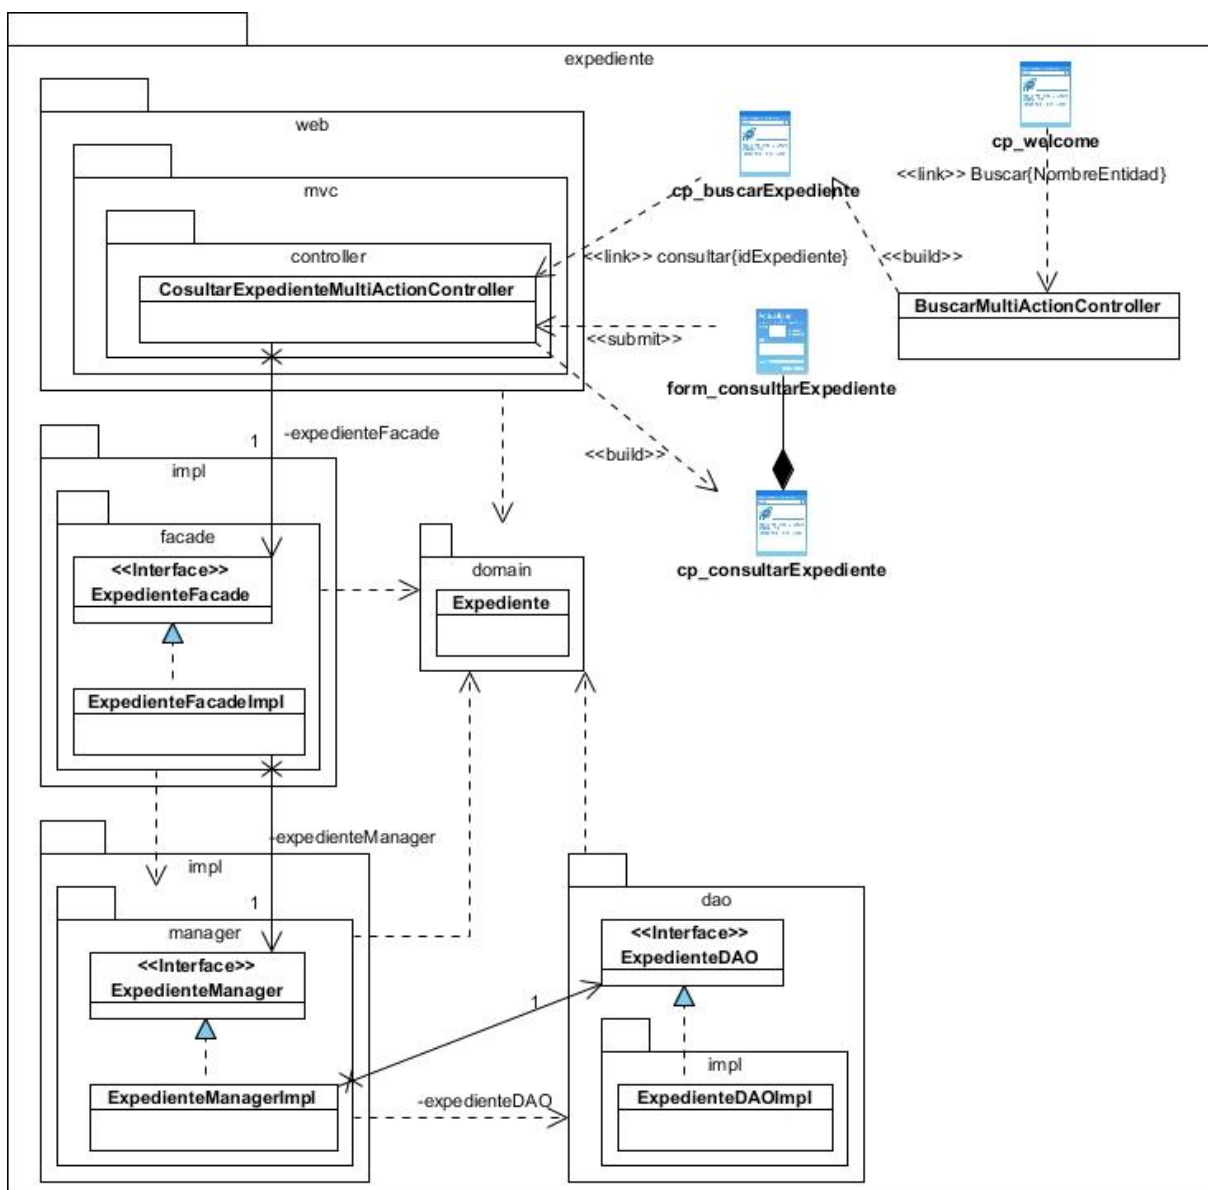 expediente
web
cp_welcome
mvc
<<link>> Buscar{NombreEntidad}
cp_buscarExpediente
controller
<<link>> consultar{idExpediente}
<<build>>
CosultarExpedienteMultiActionController
BuscarMultiActionController
<<submit>>
form_consultarExpediente
1
-expedienteFacade
<<build>>
impl
facade
<<Interface>>
ExpedienteFacade
domain
Expediente
cp_consultarExpediente
ExpedienteFacadeImpl
-expedienteManager
impl
1
manager
<<Interface>>
ExpedienteManager
dao
<<Interface>>
ExpedienteDAO
1
impl
ExpedienteManagerImpl
-expedienteDAO
ExpedienteDAOImpl